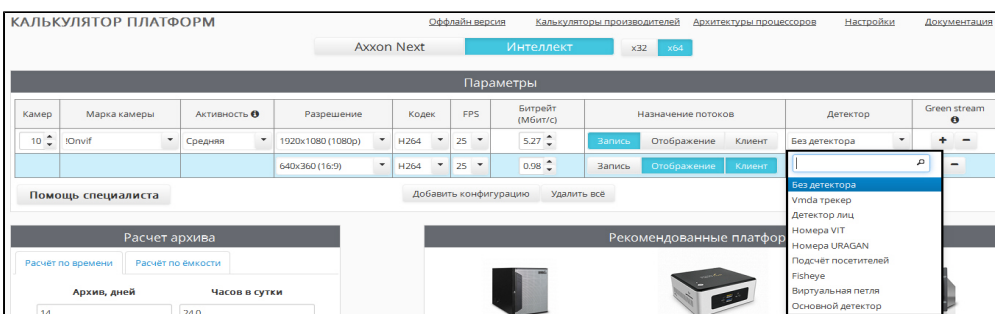 КАЛЬКУЛЯТОР ПЛАТФОРМ Оффлайн версия Калькуляторы производителей Архитектуры процессоров Настройки Документация
Axxon Next Интеллект x32 x64
Параметры
Камер Марка камеры Активность Разрешение Кодек FPS Битрейт (Мбит/с) Назначение потоков Детектор Green stream
10 !Onvif Средняя 1920x1080 (1080p) H264 25 5.27 Запись Отображение Клиент Без детектора + −
640x360 (16:9) H264 25 0.98 Запись Отображение Клиент −
Без детектора
Vmda трекер
Детектор лиц
Номера VIT
Номера URAGAN
Подсчёт посетителей
Fisheye
Виртуальная петля
Основной детектор
Помощь специалиста Добавить конфигурацию Удалить всё
Расчет архива Рекомендованные платфор
Расчёт по времени Расчёт по ёмкости
Архив, дней Часов в сутки
14 24.0